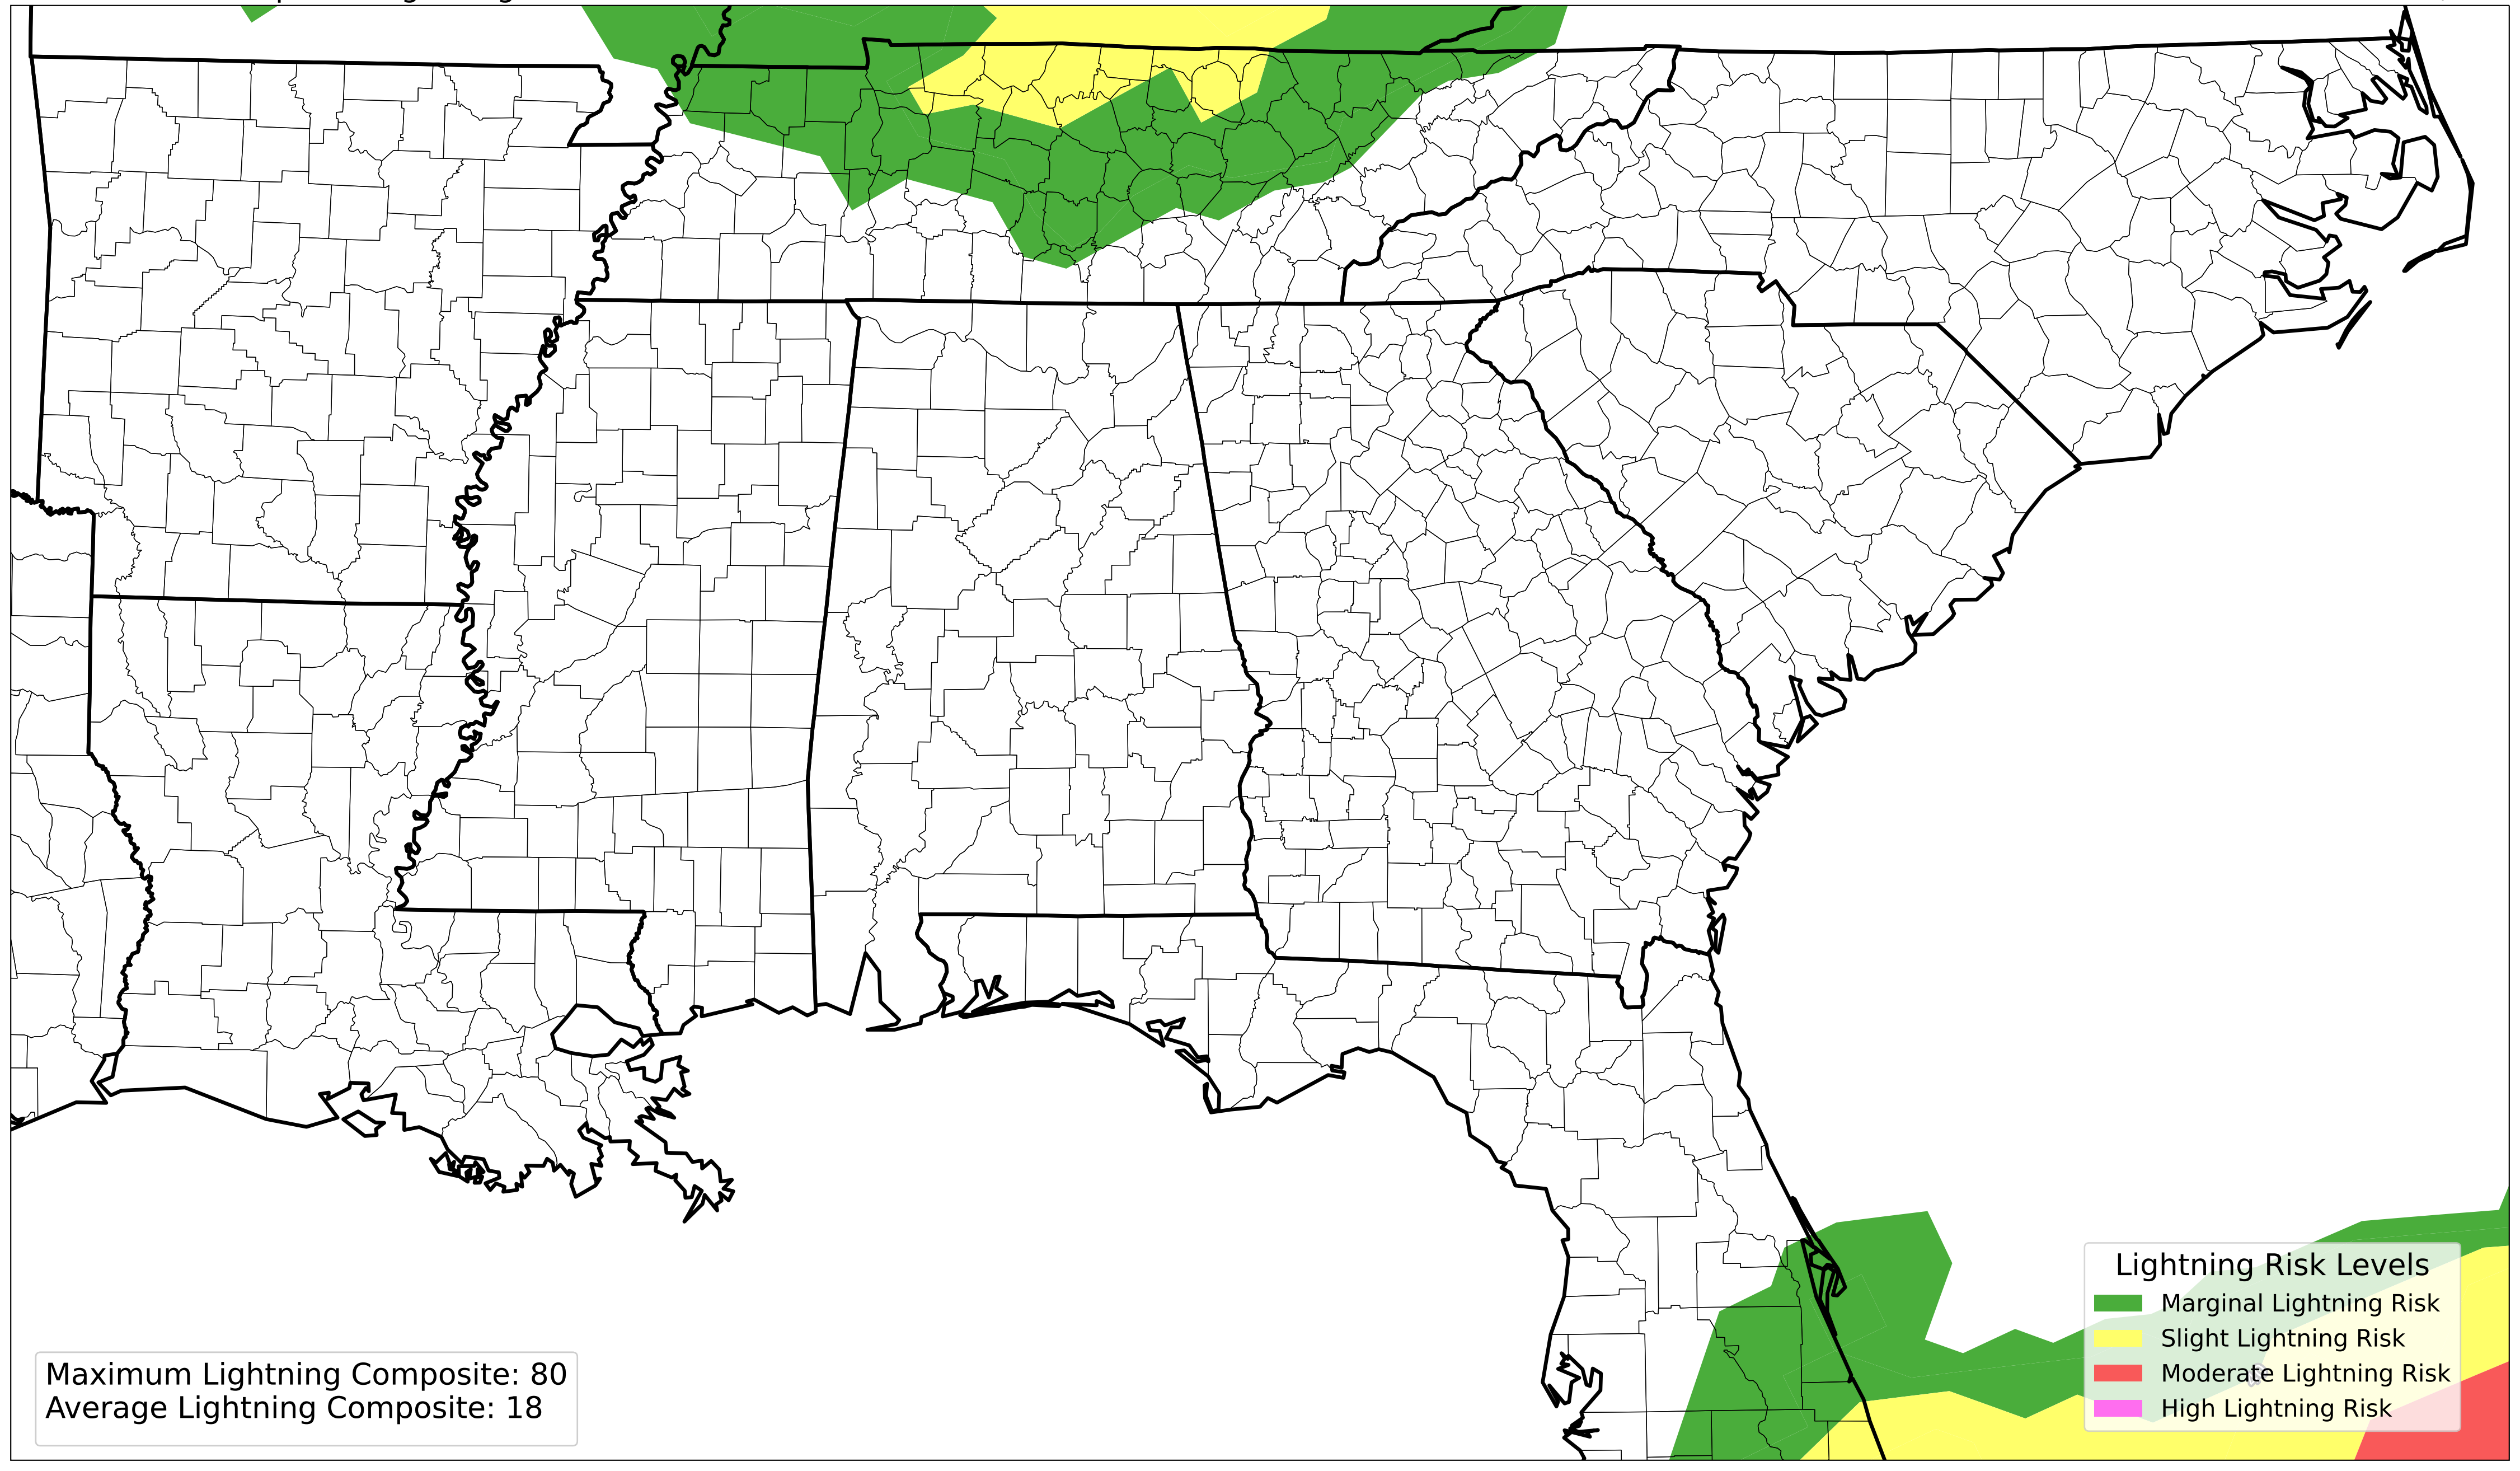 Lightning Risk Levels
Marginal Lightning Risk
Slight Lightning Risk
Moderate Lightning Risk
High Lightning Risk
Maximum Lightning Composite: 80
Average Lightning Composite: 18